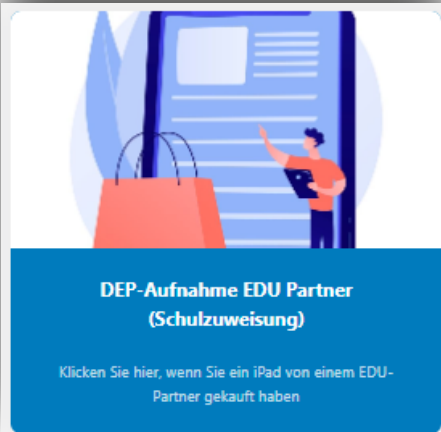 DEP-Aufnahme EDU Partner
(Schulzuweisung)
Klicken Sie hier, wenn Sie ein iPad von einem EDU-
Partner gekauft haben